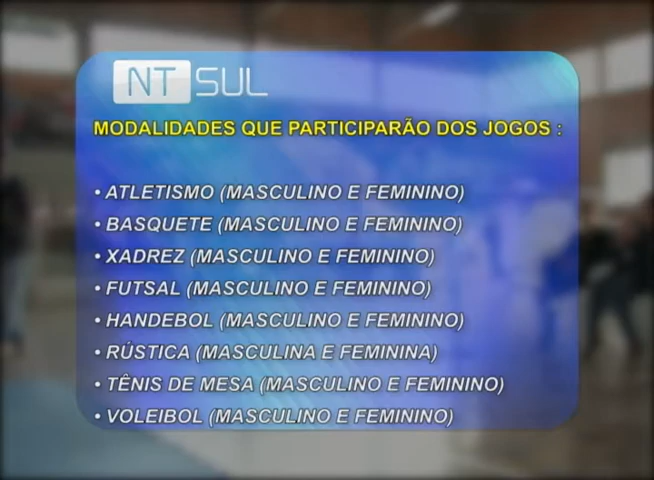 NT SUL
MODALIDADES QUE PARTICIPARÃO DOS JOGOS :
• ATLETISMO (MASCULINO E FEMININO)
• BASQUETE (MASCULINO E FEMININO)
• XADREZ (MASCULINO E FEMININO)
• FUTSAL (MASCULINO E FEMININO)
• HANDEBOL (MASCULINO E FEMININO)
• RÚSTICA (MASCULINA E FEMININA)
• TÊNIS DE MESA (MASCULINO E FEMININO)
• VOLEIBOL (MASCULINO E FEMININO)